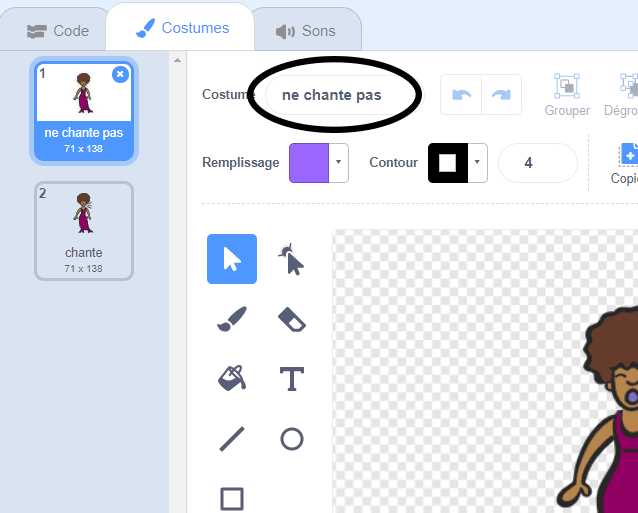 Code Costumes Sons
1
ne chante pas
71 x 138
2
chante
71 x 138
Costume ne chante pas
Grouper Dégro
Remplissage Contour 4
Copie
T